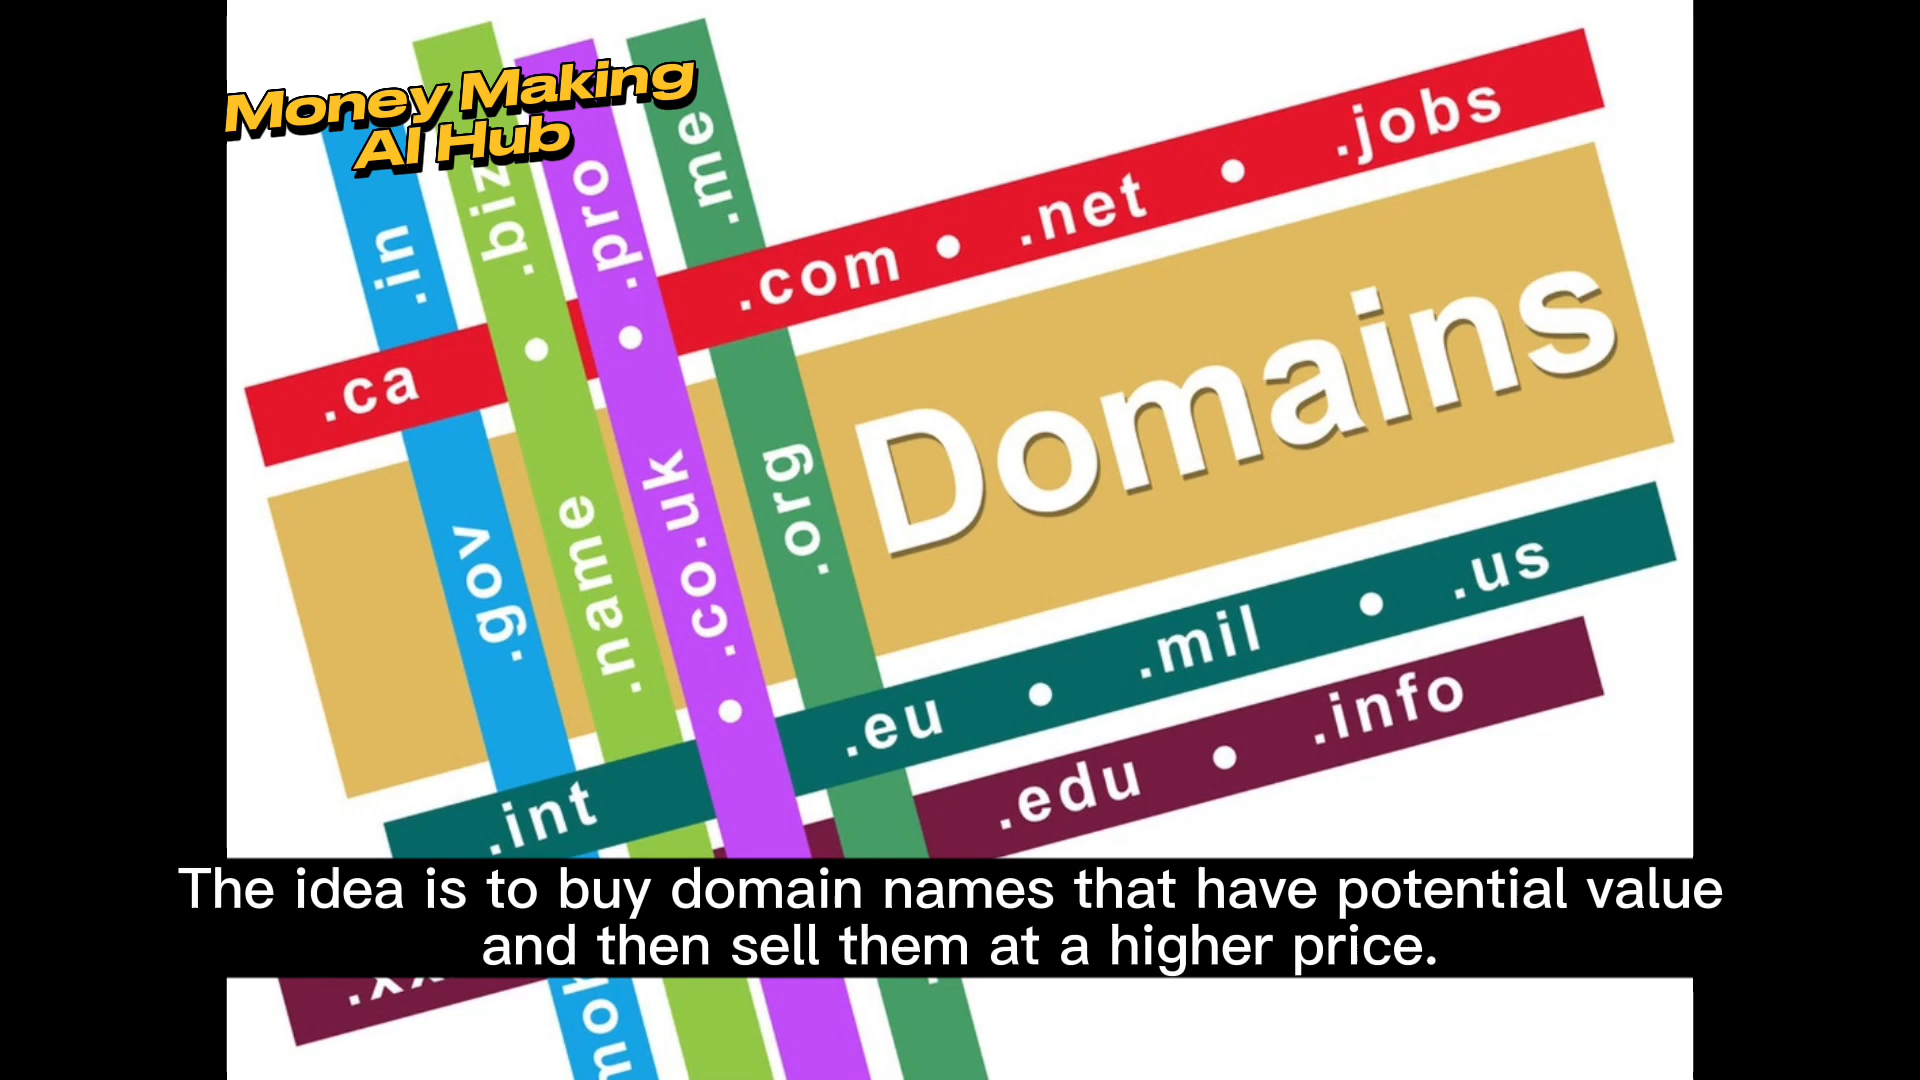 Money Making
AI Hub
.in
.biz
.pro
.me
.ca
.com • .net • .jobs
Domains
.gov
.name
.co.uk
.org
.int
.eu • .mil • .us
.edu • .info
The idea is to buy domain names that have potential value
and then sell them at a higher price.